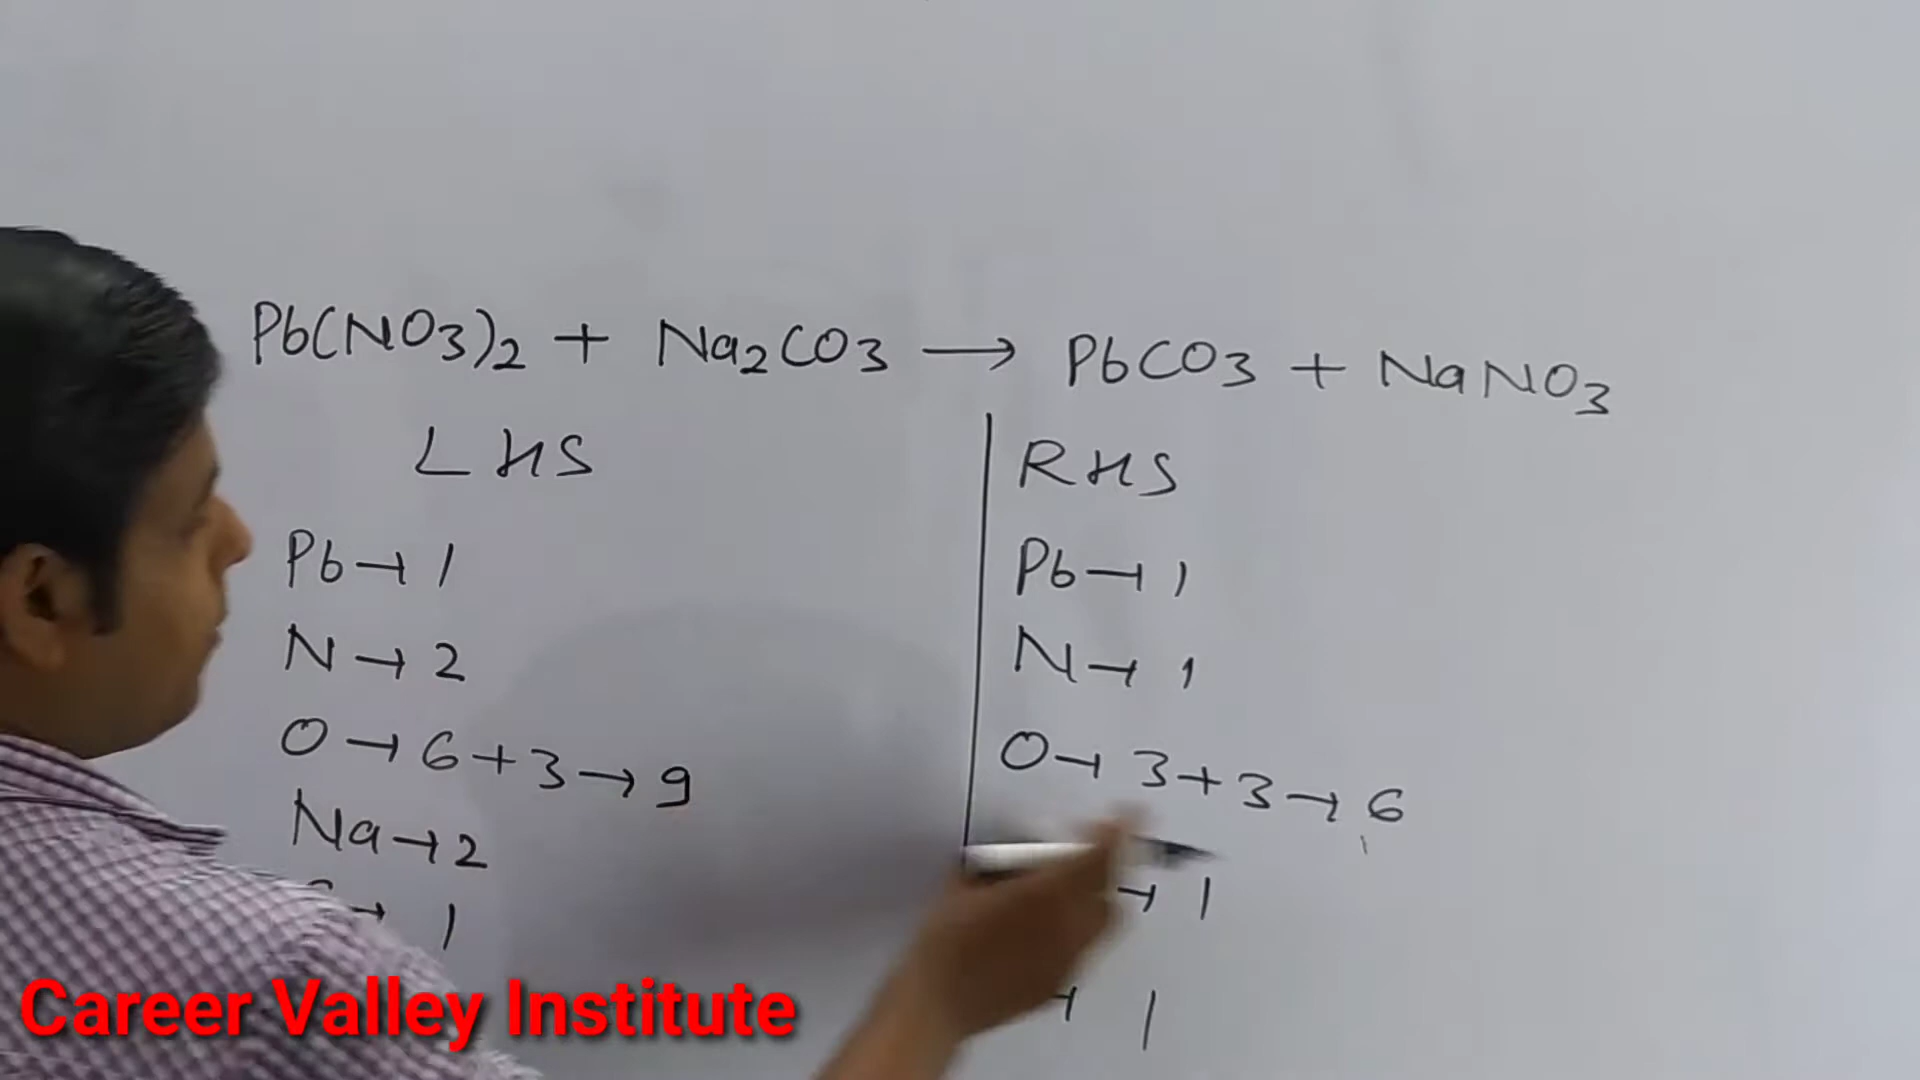 Pb(NO3)2 + Na2CO3 → PbCO3 + NaNO3
LHS
Pb → 1
N → 2
O → 6+3 → 9
Na → 2
→ 1
RHS
Pb → 1
N → 1
O → 3+3 → 6
→ 1
→ 1
Career Valley Institute